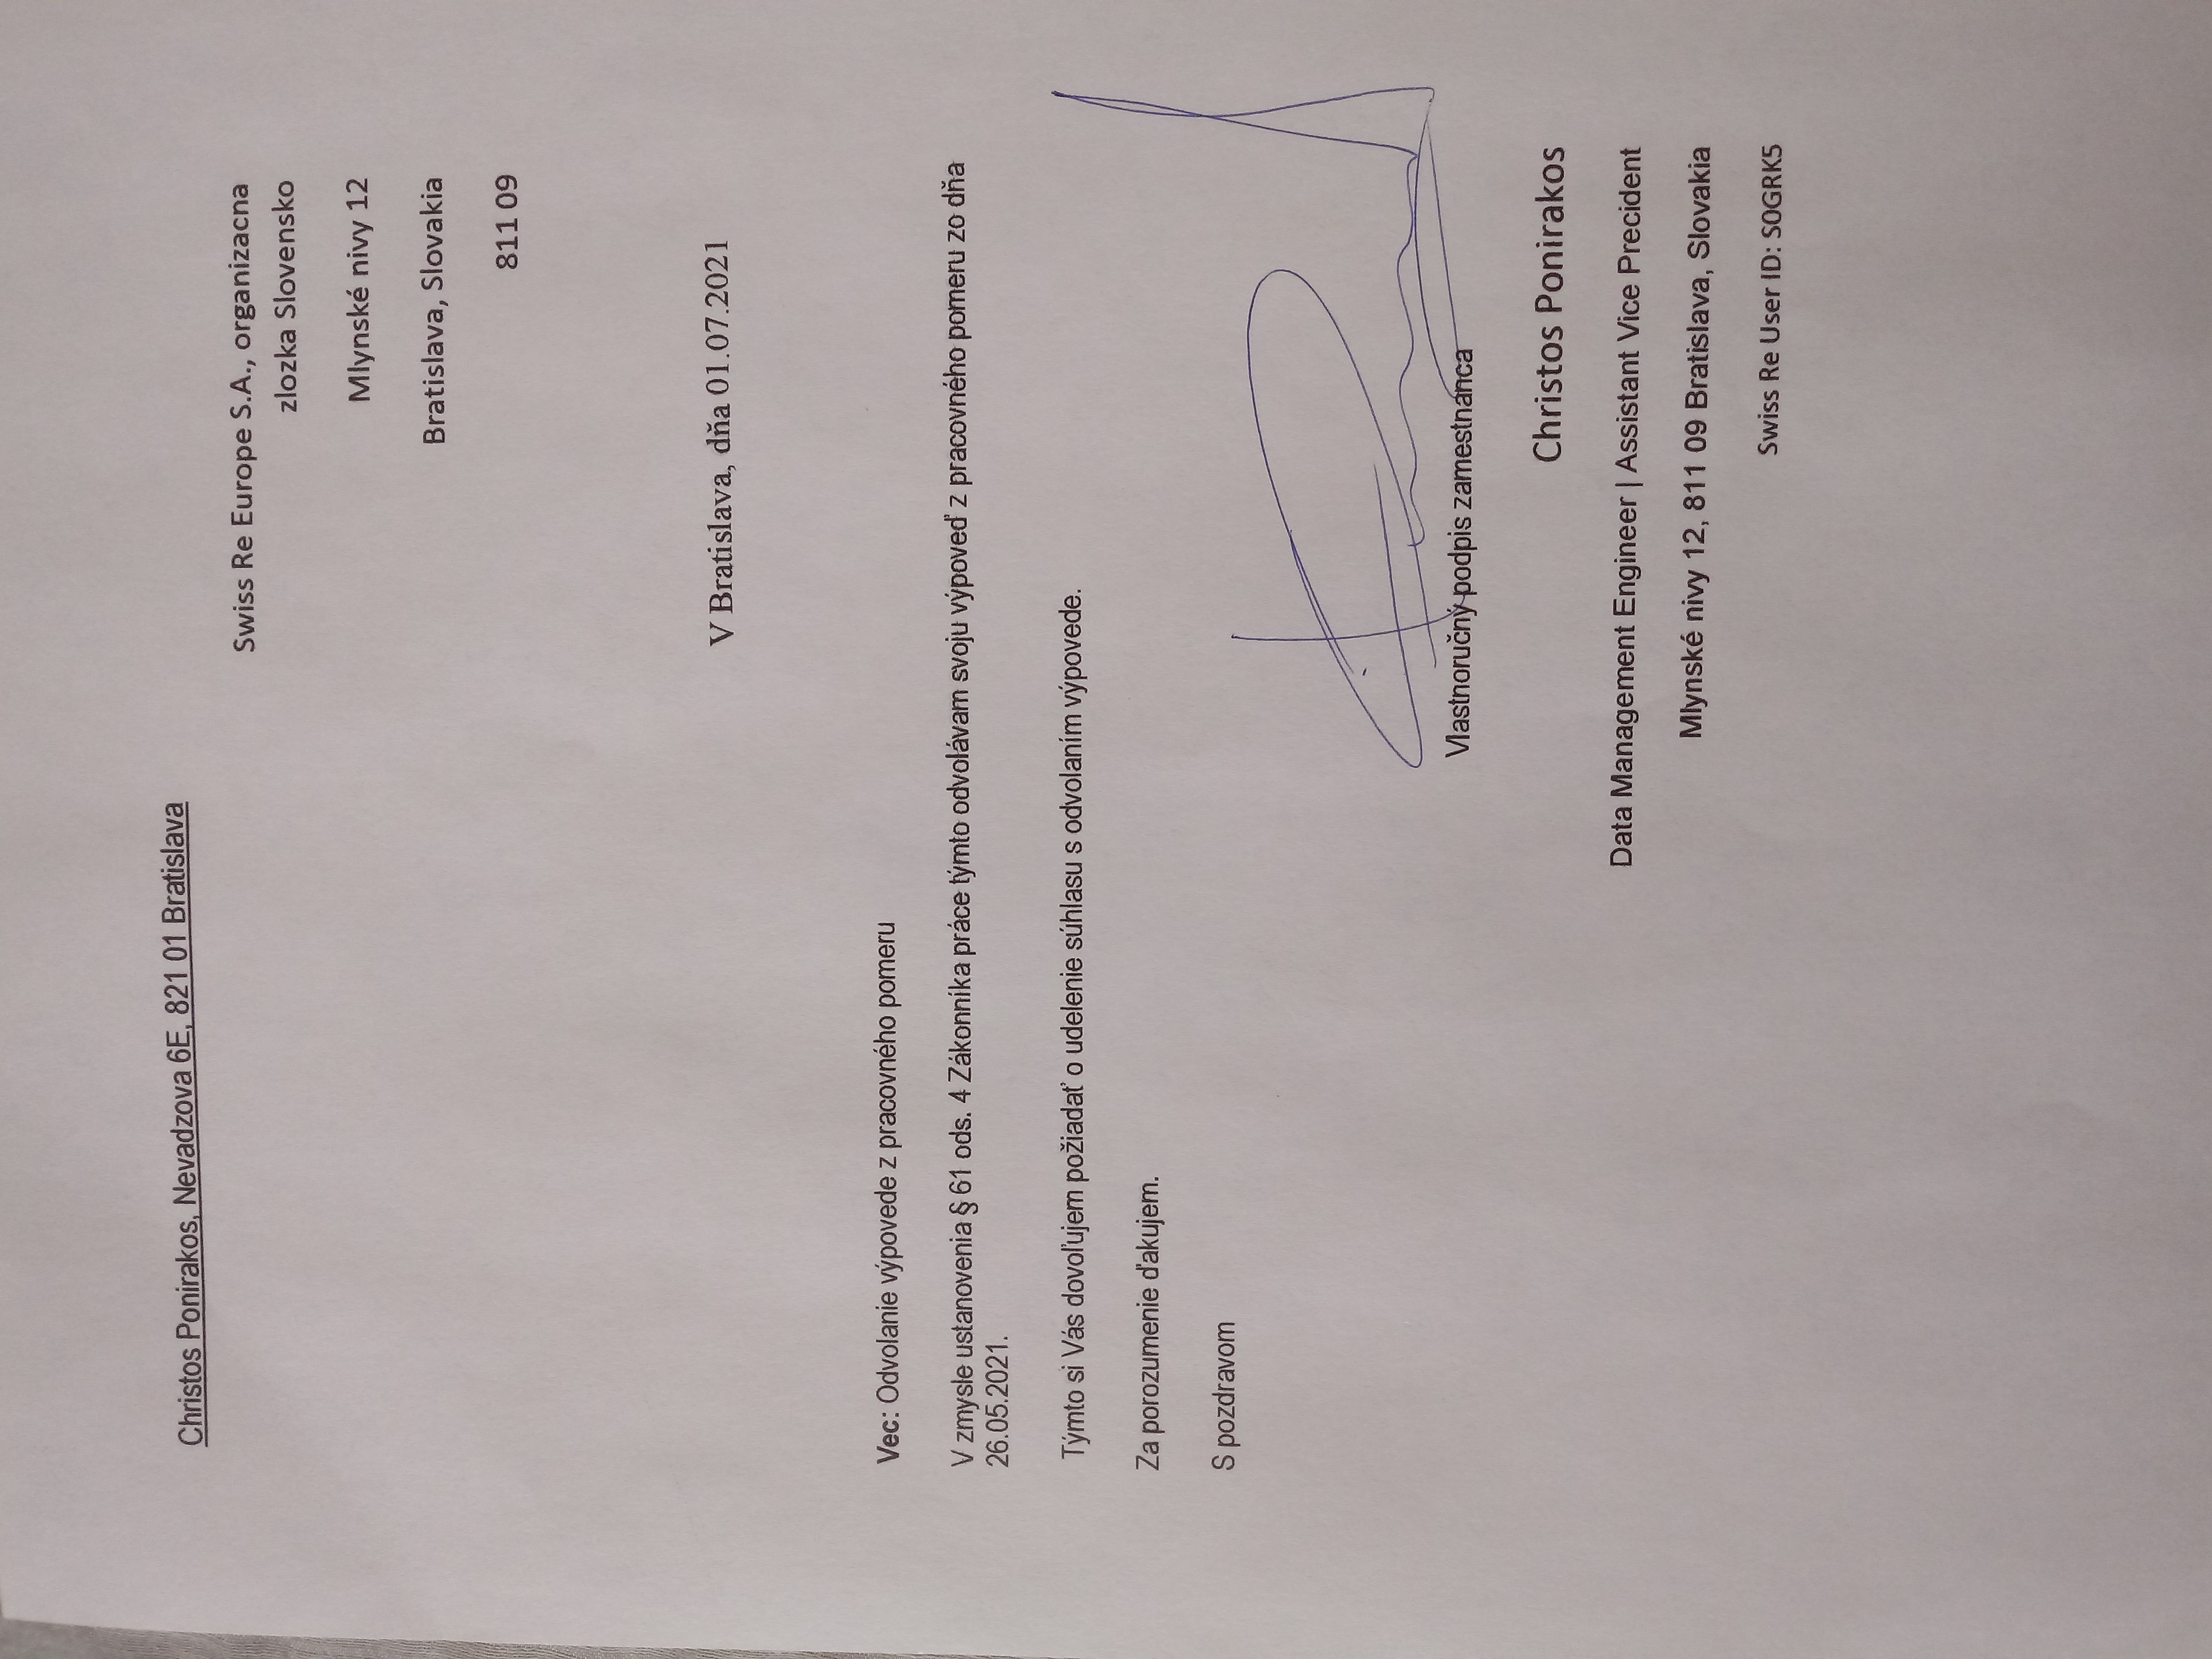 Christos Ponirakos, Nevadzova 6E, 821 01 Bratislava
Swiss Re Europe S.A., organizacna
zlozka Slovensko
Mlynské nivy 12
Bratislava, Slovakia
811 09
V Bratislava, dňa 01.07.2021
Vec: Odvolanie výpovede z pracovného pomeru
V zmysle ustanovenia § 61 ods. 4 Zákonníka práce týmto odvolávam svoju výpoveď z pracovného pomeru zo dňa
26.05.2021.
Týmto si Vás dovoľujem požiadať o udelenie súhlasu s odvolaním výpovede.
Za porozumenie ďakujem.
S pozdravom
Vlastnoručný podpis zamestnanca
Christos Ponirakos
Data Management Engineer | Assistant Vice Precident
Mlynské nivy 12, 811 09 Bratislava, Slovakia
Swiss Re User ID: S0GRK5